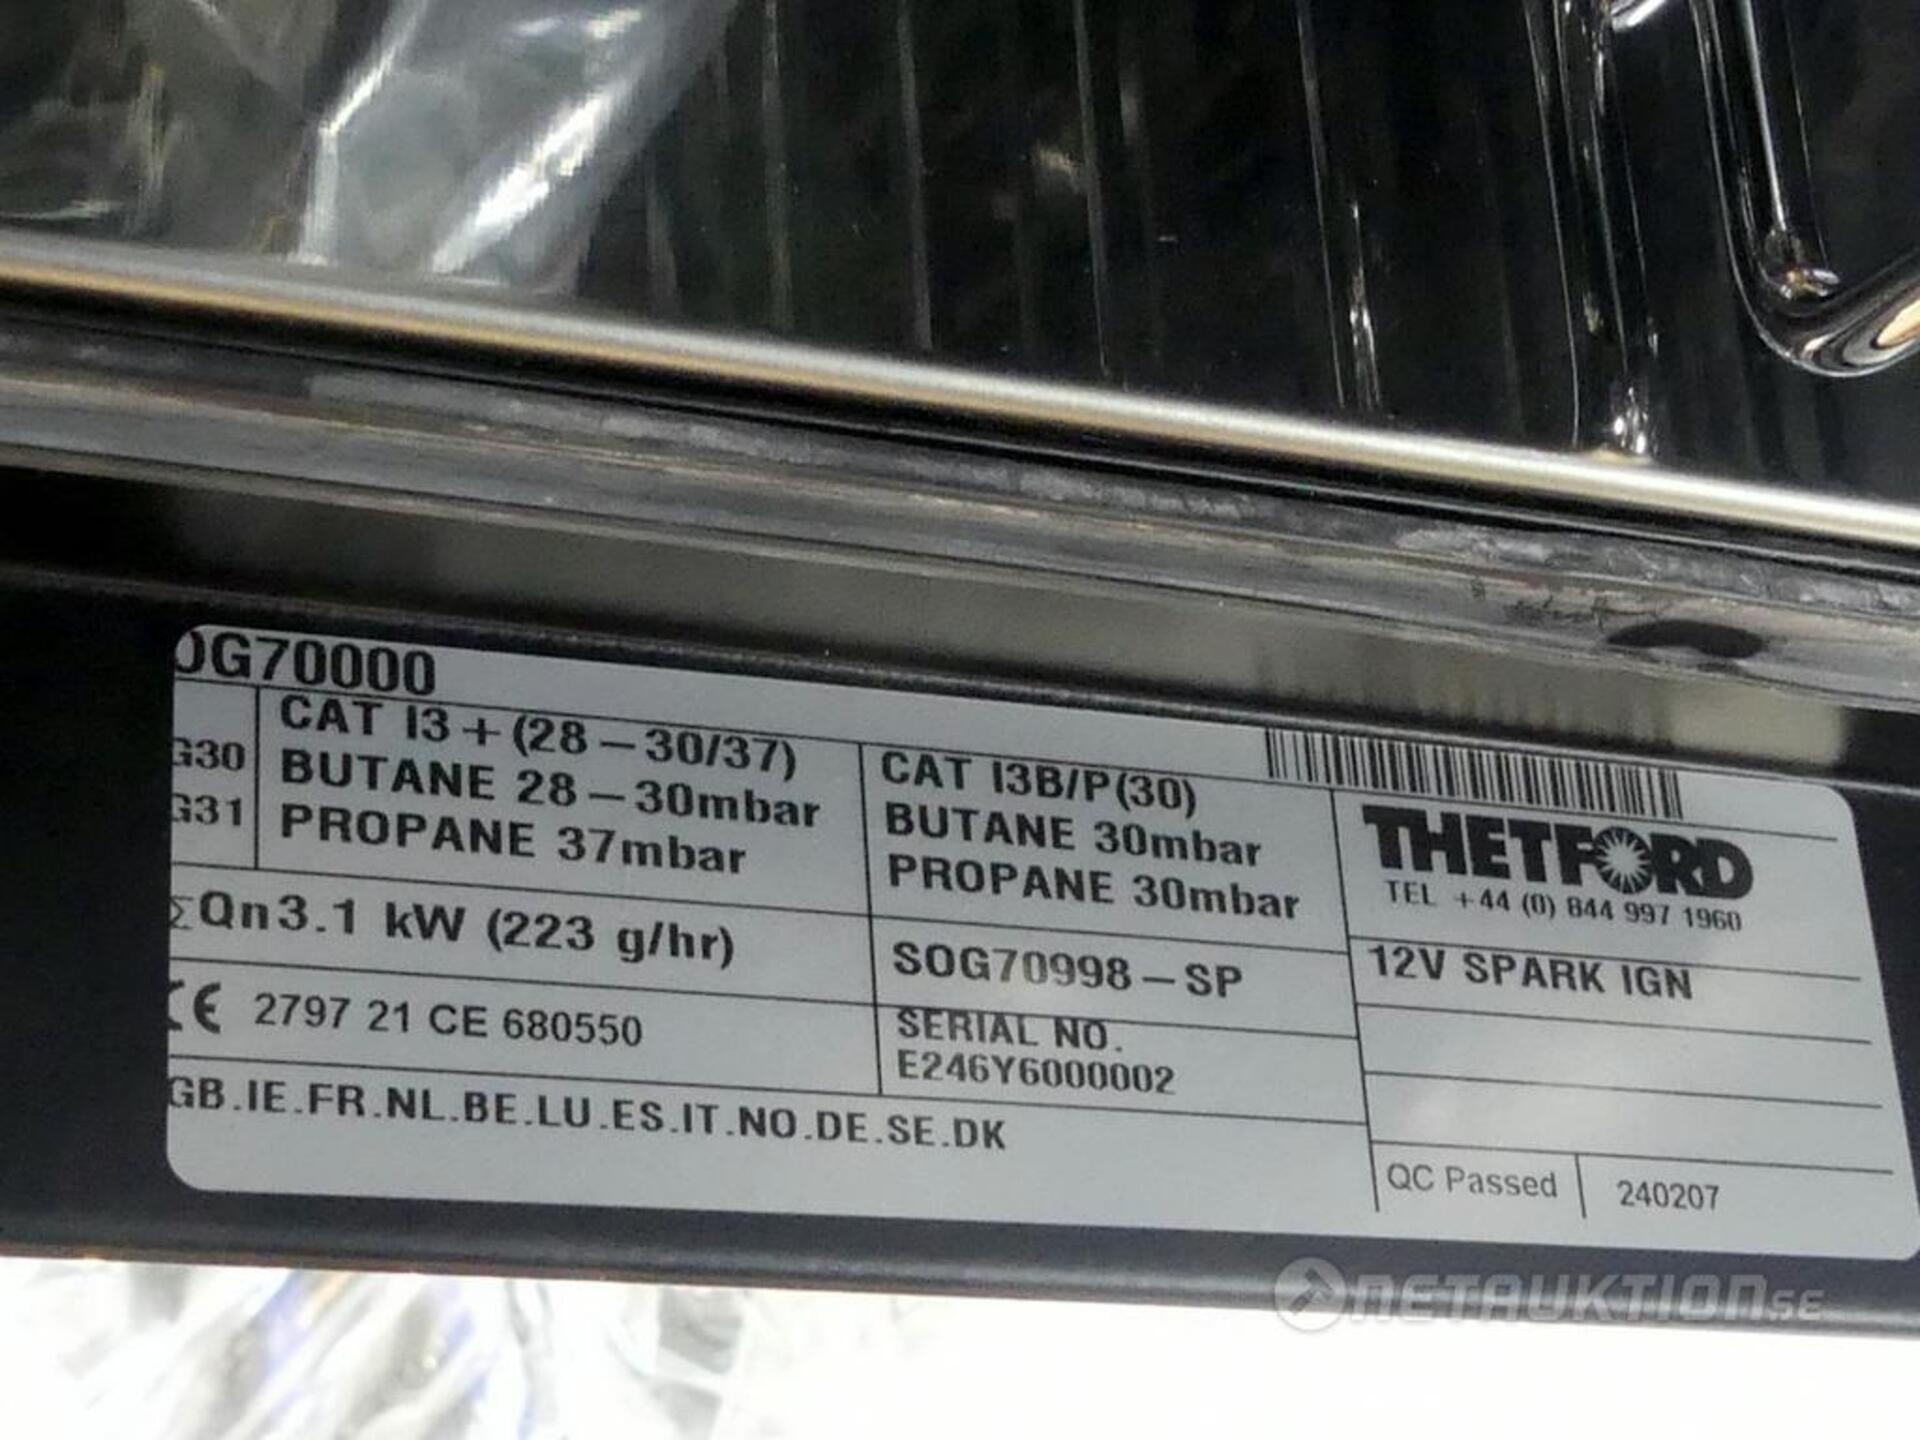 OG70000
G30
G31
CAT I3+(28-30/37)
BUTANE 28-30mbar
PROPANE 37mbar
CAT I3B/P(30)
BUTANE 30mbar
PROPANE 30mbar
THETFORD
TEL +44 (0) 844 997 1960
ΣQn3.1 kW (223 g/hr)
SOG70998-SP
12V SPARK IGN
CE 2797 21 CE 680550
SERIAL NO.
E246Y6000002
GB.IE.FR.NL.BE.LU.ES.IT.NO.DE.SE.DK
QC Passed 240207
NETAUKTION.SE